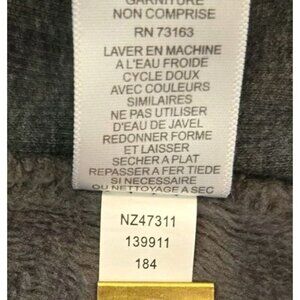 GARNITURE
NON COMPRISE
RN 73163
LAVER EN MACHINE
A L'EAU FROIDE
CYCLE DOUX
AVEC COULEURS
SIMILAIRES
NE PAS UTILISER
D'EAU DE JAVEL
REDONNER FORME
ET LAISSER
SECHER A PLAT
REPASSER A FER TIEDE
SI NECESSAIRE
OU NETTOYAGE A SEC
NZ47311
139911
184